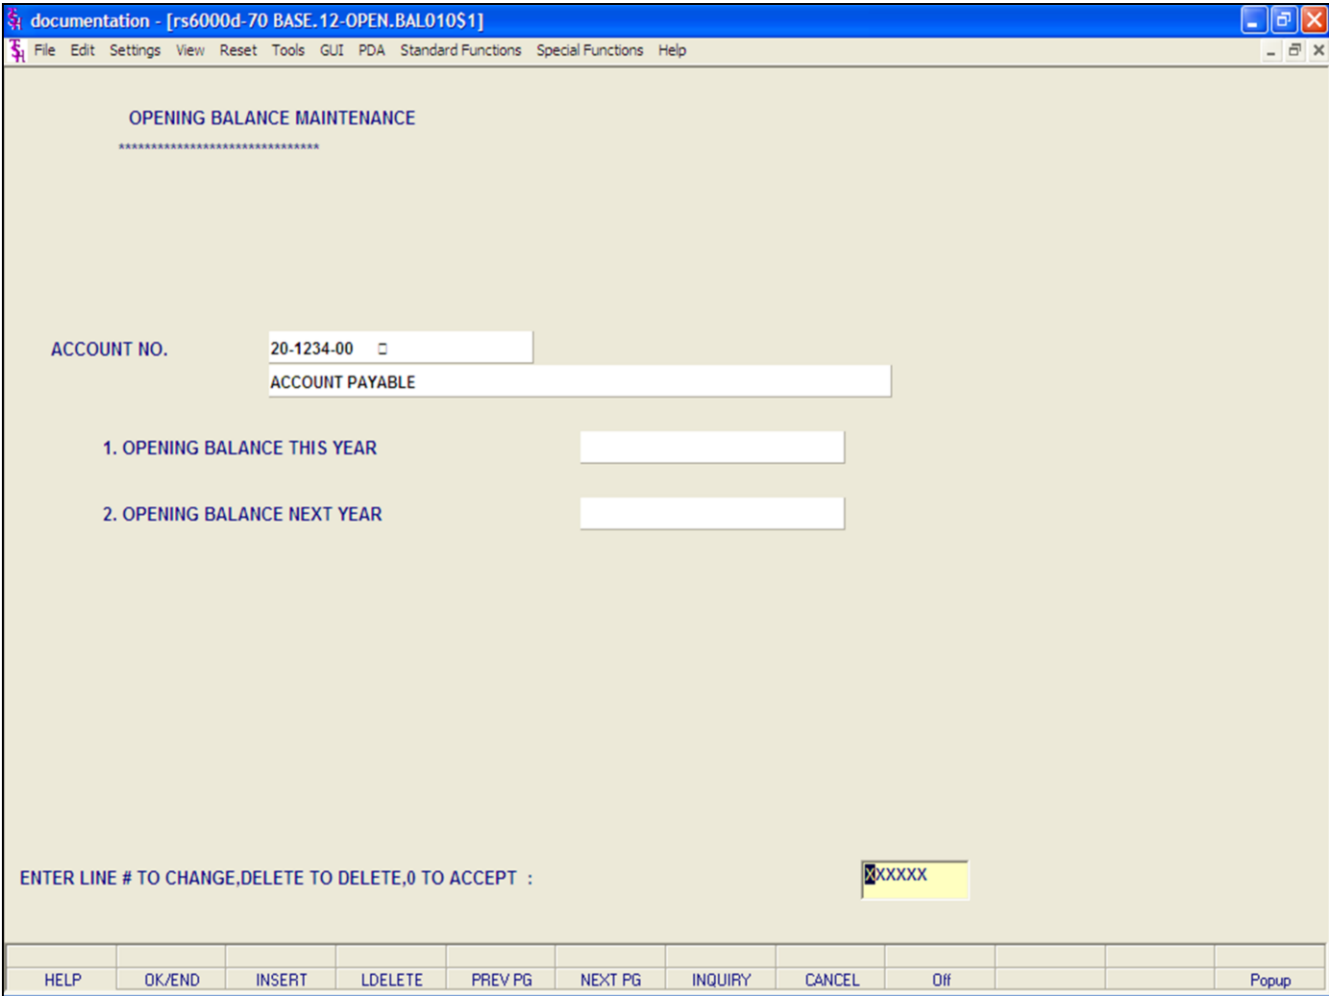 documentation - [rs6000d-70 BASE.12-OPEN.BAL010$1]
File Edit Settings View Reset Tools GUI PDA Standard Functions Special Functions Help
OPENING BALANCE MAINTENANCE
*******************************
ACCOUNT NO. 20-1234-00
ACCOUNT PAYABLE
1. OPENING BALANCE THIS YEAR
2. OPENING BALANCE NEXT YEAR
ENTER LINE # TO CHANGE,DELETE TO DELETE,0 TO ACCEPT : XXXXXX
HELP OK/END INSERT LDELETE PREV PG NEXT PG INQUIRY CANCEL Off Popup